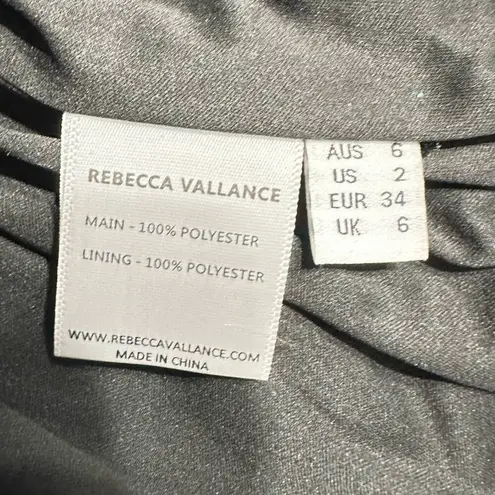 REBECCA VALLANCE
MAIN - 100% POLYESTER
LINING - 100% POLYESTER
WWW.REBECCAVALLANCE.COM
MADE IN CHINA
AUS 6
US 2
EUR 34
UK 6